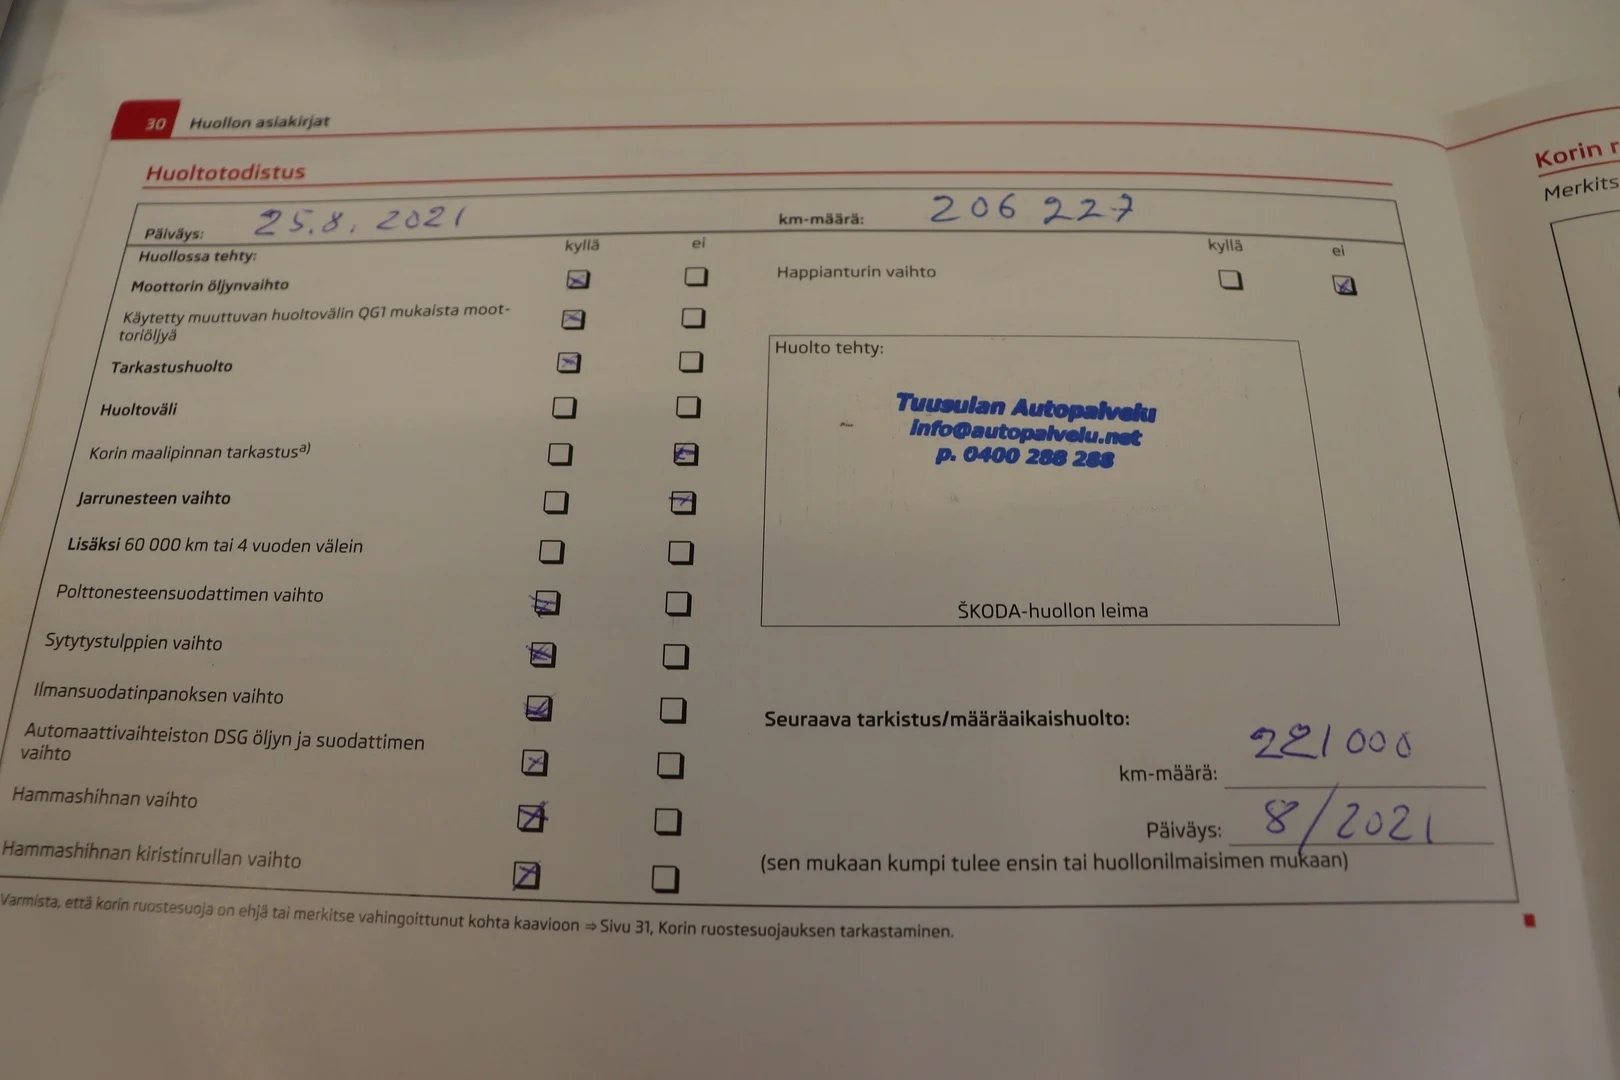 30 Huollon asiakirjat
Huoltotodistus
Päiväys: 25.8. 2021
km-määrä: 206 227
kyllä ei
Huollossa tehty:
Moottorin öljynvaihto
Käytetty muuttuvan huoltovälin QG1 mukaista moot-
toriöljyä
Tarkastushuolto
Huoltoväli
Korin maalipinnan tarkastusa)
Jarrunesteen vaihto
Lisäksi 60 000 km tai 4 vuoden välein
Polttonesteensuodattimen vaihto
Sytytystulppien vaihto
Ilmansuodatinpanoksen vaihto
Automaattivaihteiston DSG öljyn ja suodattimen
vaihto
Hammashihnan vaihto
Hammashihnan kiristinrullan vaihto
kyllä ei
Happianturin vaihto
Huolto tehty:
Tuusulan Autopalvelu
info@autopalvelu.net
p. 0400 288 288
ŠKODA-huollon leima
Seuraava tarkistus/määräaikaishuolto:
km-määrä: 221 000
Päiväys: 8/2021
(sen mukaan kumpi tulee ensin tai huollonilmaisimen mukaan)
Varmista, että korin ruostesuoja on ehjä tai merkitse vahingoittunut kohta kaavioon ⇒ Sivu 31, Korin ruostesuojauksen tarkastaminen.
Korin r
Merkits